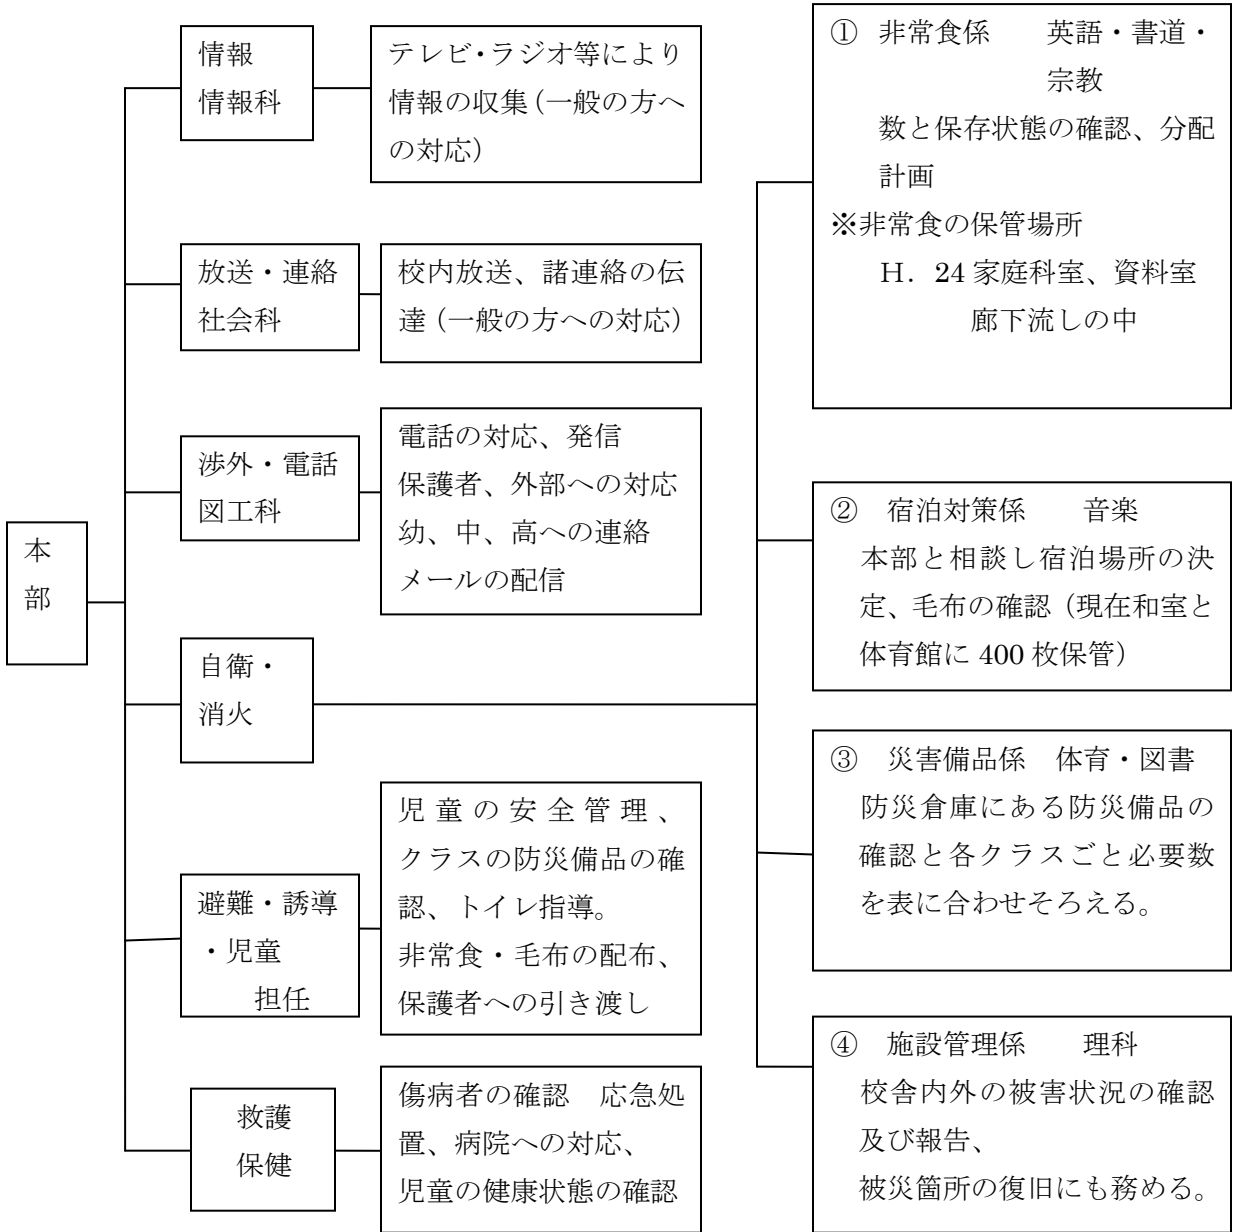 本
部
情報
情報科
テレビ・ラジオ等により
情報の収集（一般の方へ
の対応）
放送・連絡
社会科
校内放送、諸連絡の伝
達（一般の方への対応）
渉外・電話
図工科
電話の対応、発信
保護者、外部への対応
幼、中、高への連絡
メールの配信
自衛・
消火
避難・誘導
・児童
担任
児童の安全管理、
クラスの防災備品の確
認、トイレ指導。
非常食・毛布の配布、
保護者への引き渡し
救護
保健
傷病者の確認　応急処
置、病院への対応、
児童の健康状態の確認
①　非常食係　　英語・書道・
宗教
数と保存状態の確認、分配
計画
※非常食の保管場所
H．24 家庭科室、資料室
廊下流しの中
②　宿泊対策係　　音楽
本部と相談し宿泊場所の決
定、毛布の確認（現在和室と
体育館に 400 枚保管）
③　災害備品係　体育・図書
防災倉庫にある防災備品の
確認と各クラスごと必要数
を表に合わせそろえる。
④　施設管理係　　理科
校舎内外の被害状況の確認
及び報告、
被災箇所の復旧にも務める。